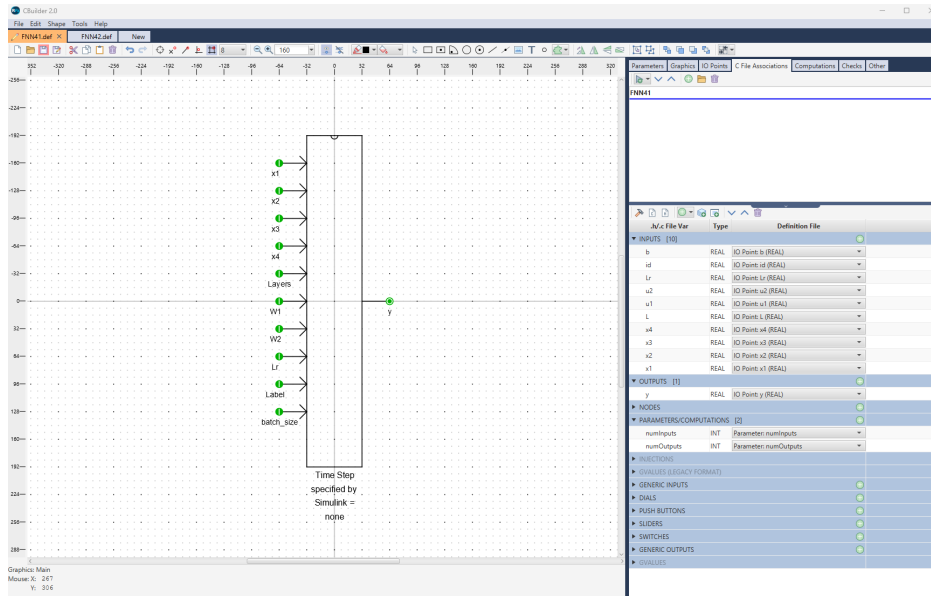 CBuilder 2.0
File Edit Shape Tools Help
FNN41.def × FNN42.def New
8 160
352 -320 -288 -256 -224 -192 -160 -128 -96 -64 -32 0 32 64 96 128 160 192 224 256 288 320
-256
-224
-192
-160
-128
-96
-64
-32
0
32
64
96
128
160
192
224
256
288
x1
x2
x3
x4
Layers
W1
W2
Lr
Label
batch_size
y
Time Step
specified by
Simulink =
none
Graphics: Main
Mouse: X: 267
Y: 306
Parameters Graphics IO Points C File Associations Computations Checks Other
FNN41
.h/.c File Var Type Definition File
INPUTS [10]
b REAL IO Point: b (REAL)
id REAL IO Point: id (REAL)
Lr REAL IO Point: Lr (REAL)
u2 REAL IO Point: u2 (REAL)
u1 REAL IO Point: u1 (REAL)
L REAL IO Point: L (REAL)
x4 REAL IO Point: x4 (REAL)
x3 REAL IO Point: x3 (REAL)
x2 REAL IO Point: x2 (REAL)
x1 REAL IO Point: x1 (REAL)
OUTPUTS [1]
y REAL IO Point: y (REAL)
NODES
PARAMETERS/COMPUTATIONS [2]
numInputs INT Parameter: numInputs
numOutputs INT Parameter: numOutputs
INJECTIONS
GVALUES (LEGACY FORMAT)
GENERIC INPUTS
DIALS
PUSH BUTTONS
SLIDERS
SWITCHES
GENERIC OUTPUTS
GVALUES